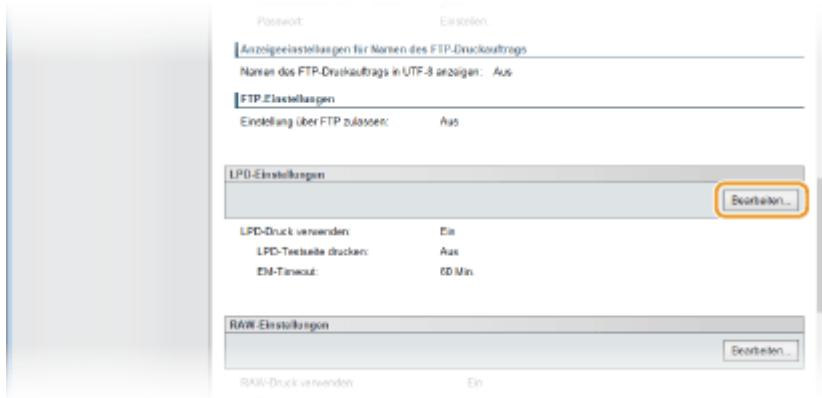 Passwort: Einstellen.
Anzeigeeinstellungen für Namen des FTP-Druckauftrags
Namen des FTP-Druckauftrags in UTF-8 anzeigen: Aus
FTP-Einstellungen
Einstellung über FTP zulassen: Aus
LPD-Einstellungen
Bearbeiten...
LPD-Druck verwenden: Ein
LPD-Testseite drucken: Aus
EM-Timeout: 60 Min.
RAW-Einstellungen
Bearbeiten...
RAW-Druck verwenden: Ein